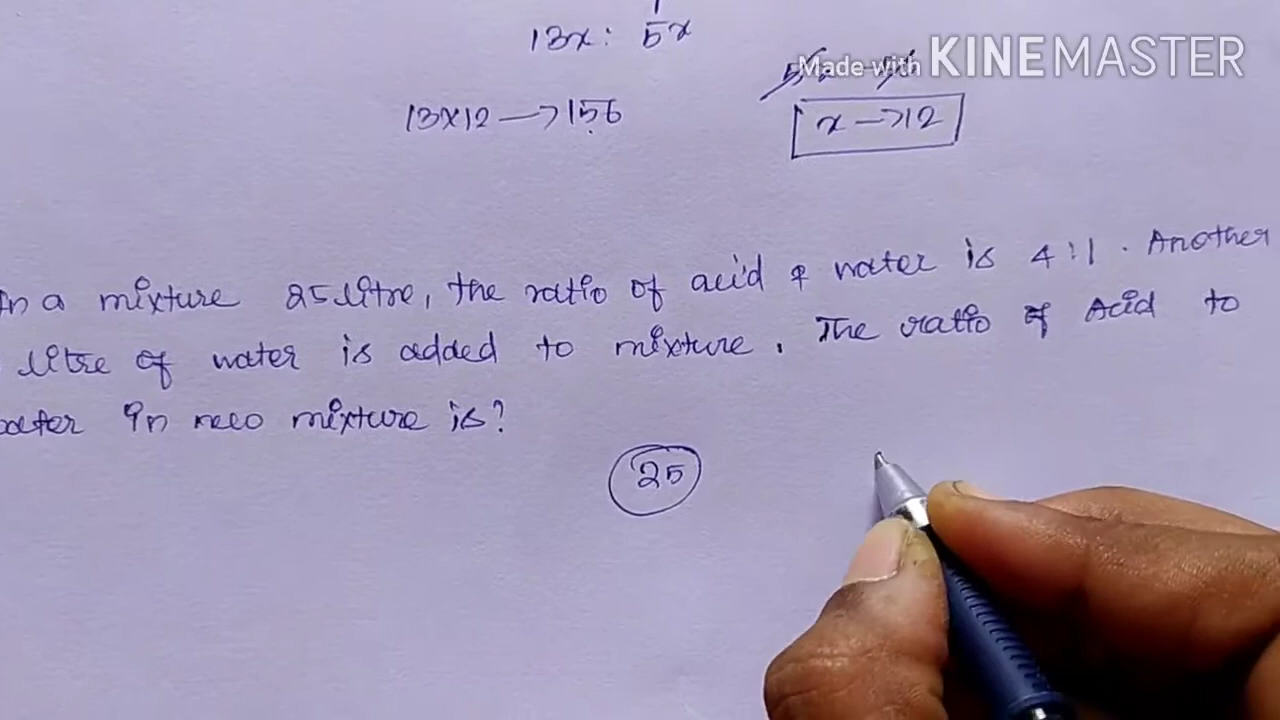 13x: 5x
Made with KINEMASTER
13x12 → 156
x → 12
In a mixture 25 litre, the ratio of acid & water is 4:1. Another
litre of water is added to mixture. The ratio of Acid to
water in new mixture is?
25